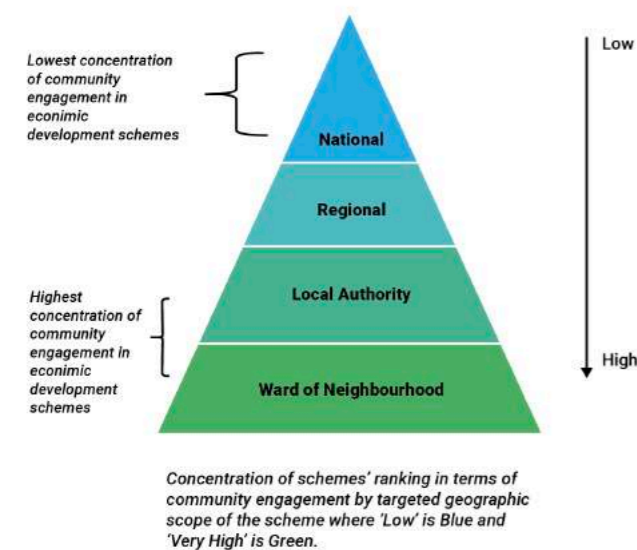 Low
Lowest concentration
of community
engagement in
econimic
development schemes
National
Regional
Local Authority
Highest
concentration of
community
engagement in
econimic
development
schemes
High
Ward of Neighbourhood
Concentration of schemes' ranking in terms of
community engagement by targeted geographic
scope of the scheme where 'Low' is Blue and
'Very High' is Green.